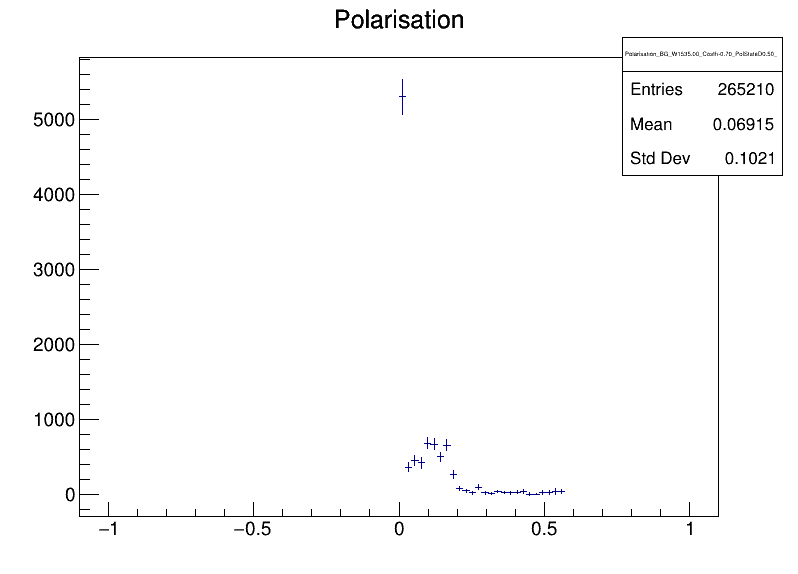 Polarisation
Polarisation_BG_W1535.00_Costh-0.70_PolStateD0.50_
Entries 265210
Mean 0.06915
Std Dev 0.1021
5000
4000
3000
2000
1000
0
−1 −0.5 0 0.5 1